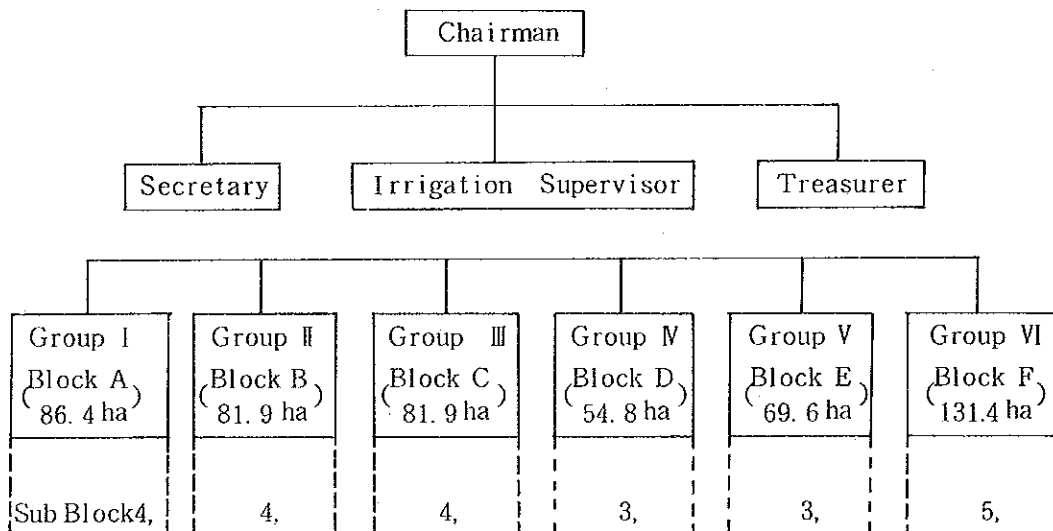 Chairman
Secretary
Irrigation Supervisor
Treasurer
Group I
(Block A
86.4 ha)
Group II
(Block B
81.9 ha)
Group III
(Block C
81.9 ha)
Group IV
(Block D
54.8 ha)
Group V
(Block E
69.6 ha)
Group VI
(Block F
131.4 ha)
Sub Block4, 4, 4, 3, 3, 5,